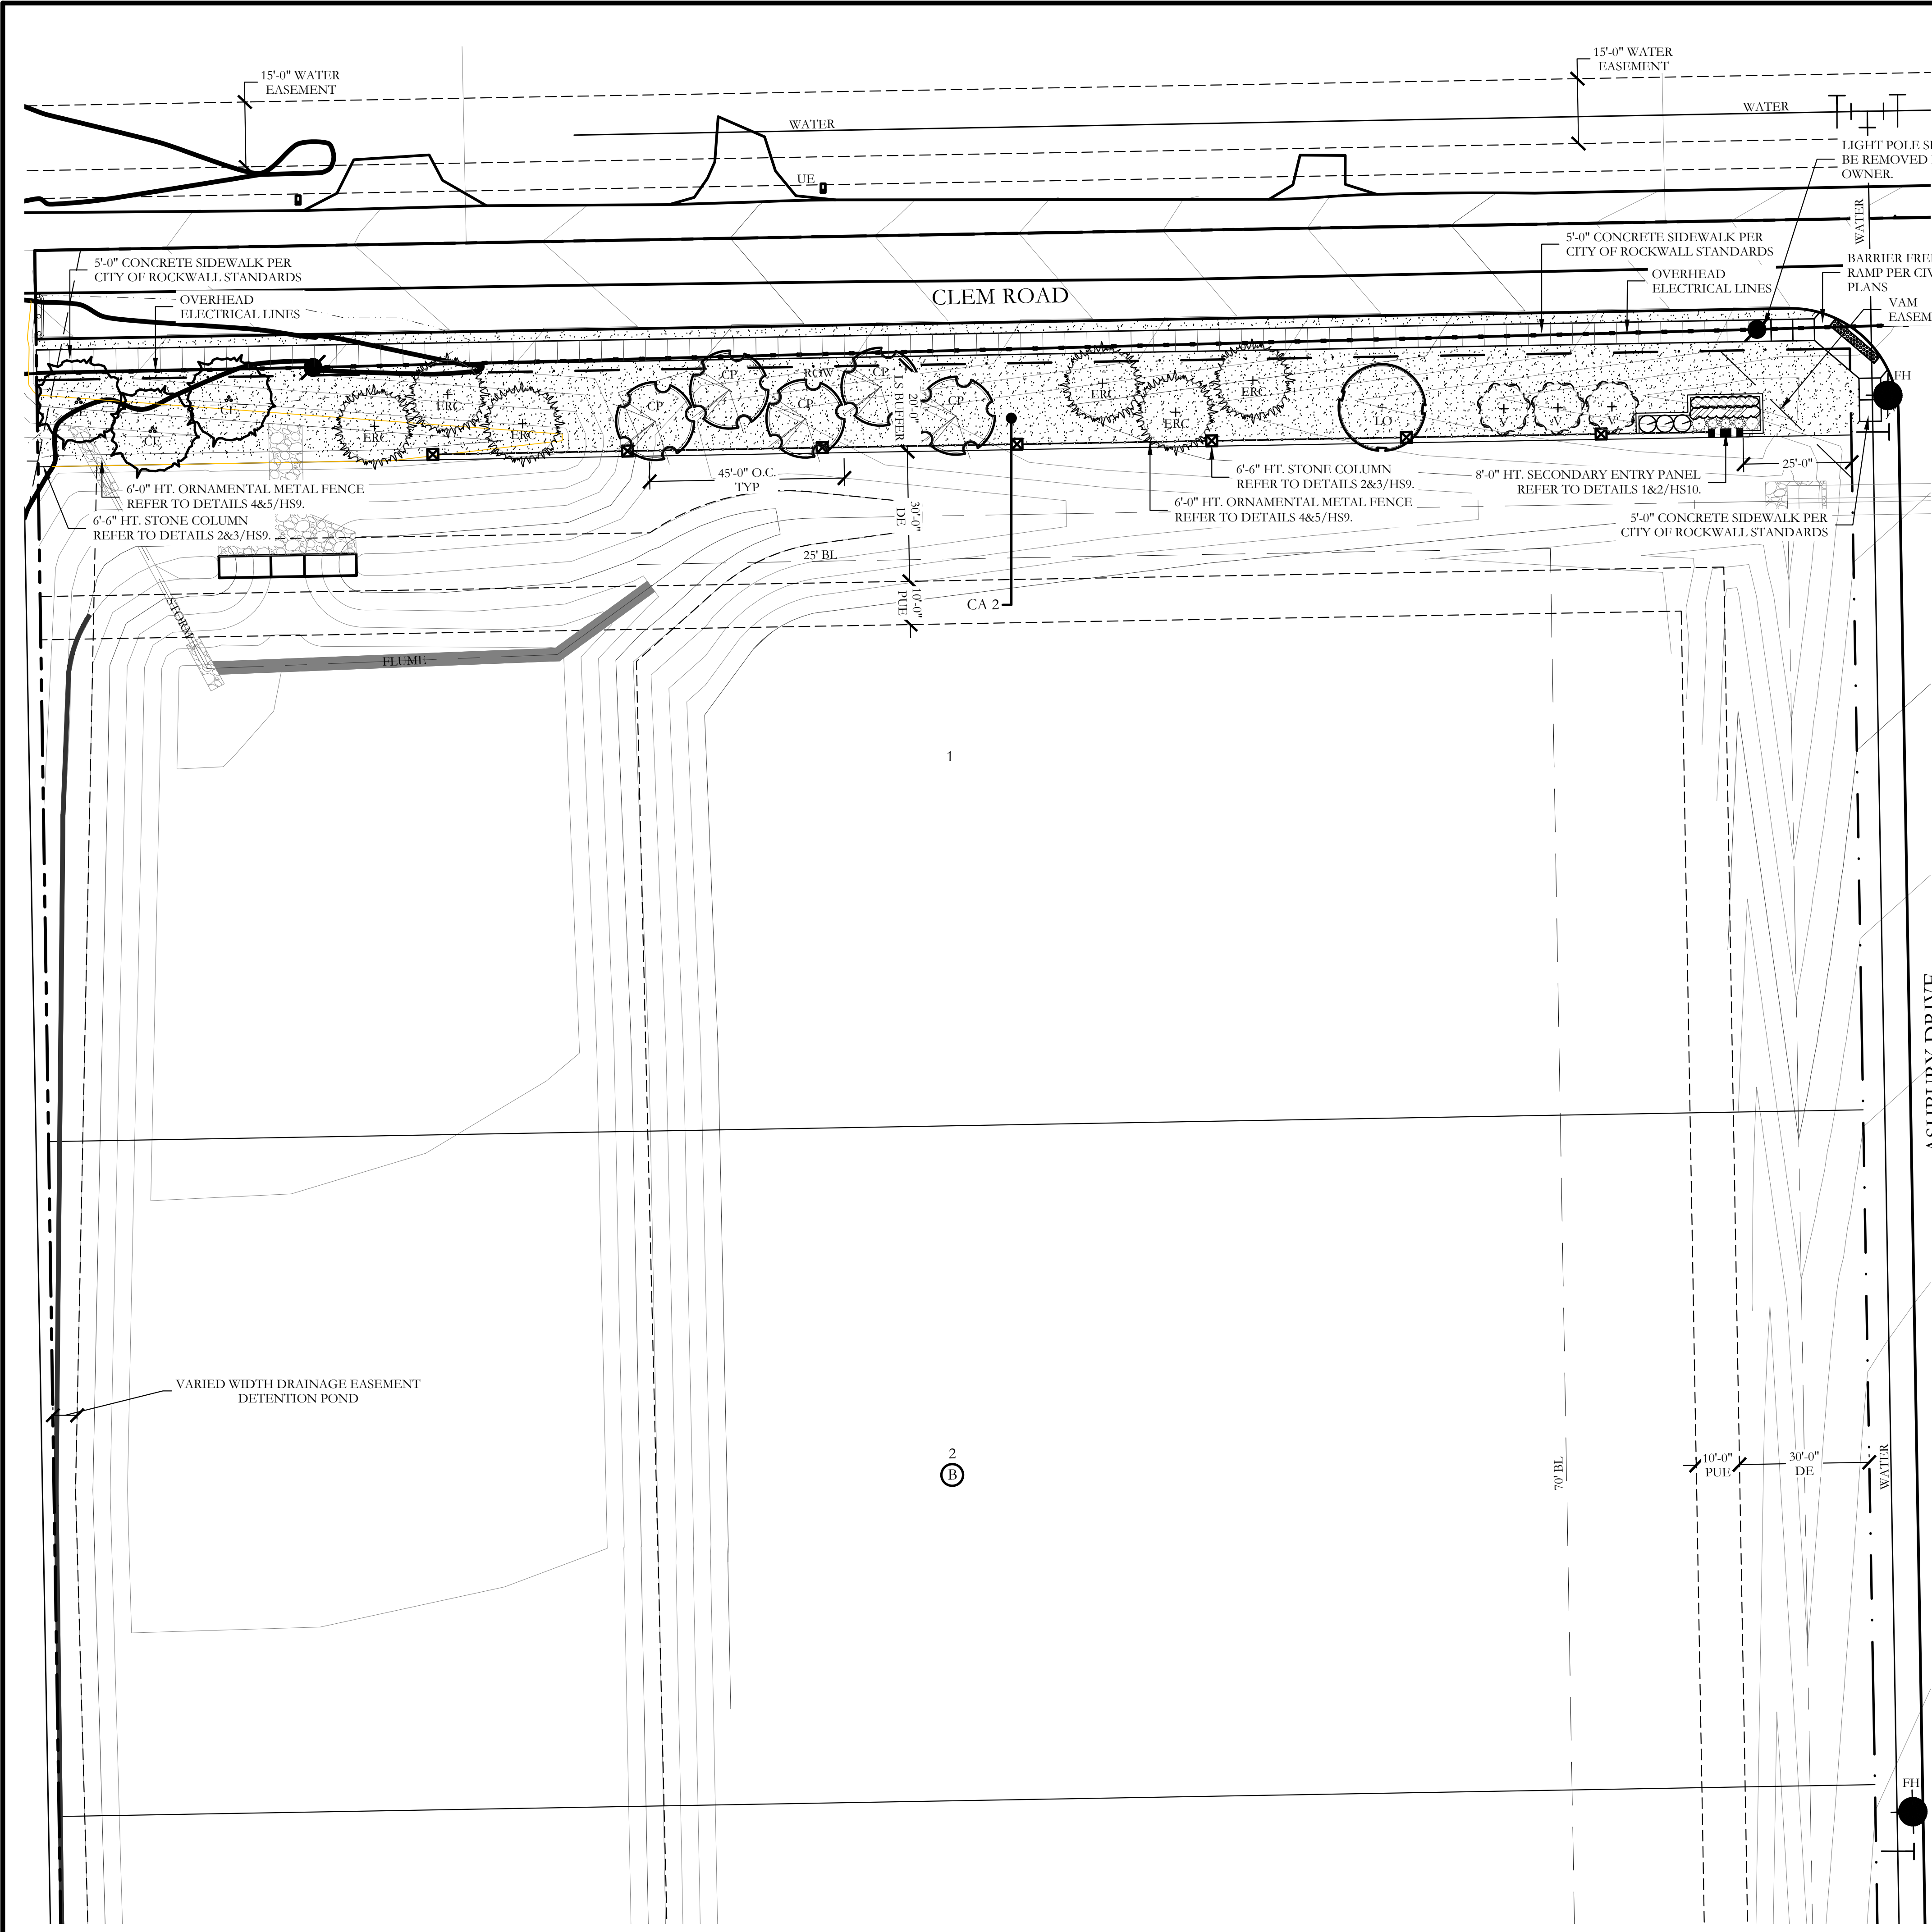 15'-0" WATER
EASEMENT
15'-0" WATER
EASEMENT
WATER
WATER
UE
LIGHT POLE
BE REMOVED
OWNER.
WATER
5'-0" CONCRETE SIDEWALK PER
CITY OF ROCKWALL STANDARDS
OVERHEAD
ELECTRICAL LINES
CLEM ROAD
5'-0" CONCRETE SIDEWALK PER
CITY OF ROCKWALL STANDARDS
OVERHEAD
ELECTRICAL LINES
BARRIER
RAMP PER
PLANS
VAM
FH
CE
CE
ERC
ERC
ERC
CP
CP
ROW
CP
CP
CP
20'-0"
LS BUFFER
ERC
ERC
ERC
LO
V
V
V
6'-0" HT. ORNAMENTAL METAL FENCE
REFER TO DETAILS 4&5/HS9.
6'-6" HT. STONE COLUMN
REFER TO DETAILS 2&3/HS9.
45'-0" O.C.
TYP
30'-0"
DE
25' BL
10'-0"
PUE
CA 2
6'-6" HT. STONE COLUMN
REFER TO DETAILS 2&3/HS9.
6'-0" HT. ORNAMENTAL METAL FENCE
REFER TO DETAILS 4&5/HS9.
8'-0" HT. SECONDARY ENTRY PANEL
REFER TO DETAILS 1&2/HS10.
25'-0"
5'-0" CONCRETE SIDEWALK PER
CITY OF ROCKWALL STANDARDS
STORM
FLUME
1
ASHBURY DRIVE
VARIED WIDTH DRAINAGE EASEMENT
DETENTION POND
2
B
70' BL
10'-0"
PUE
30'-0"
DE
WATER
FH